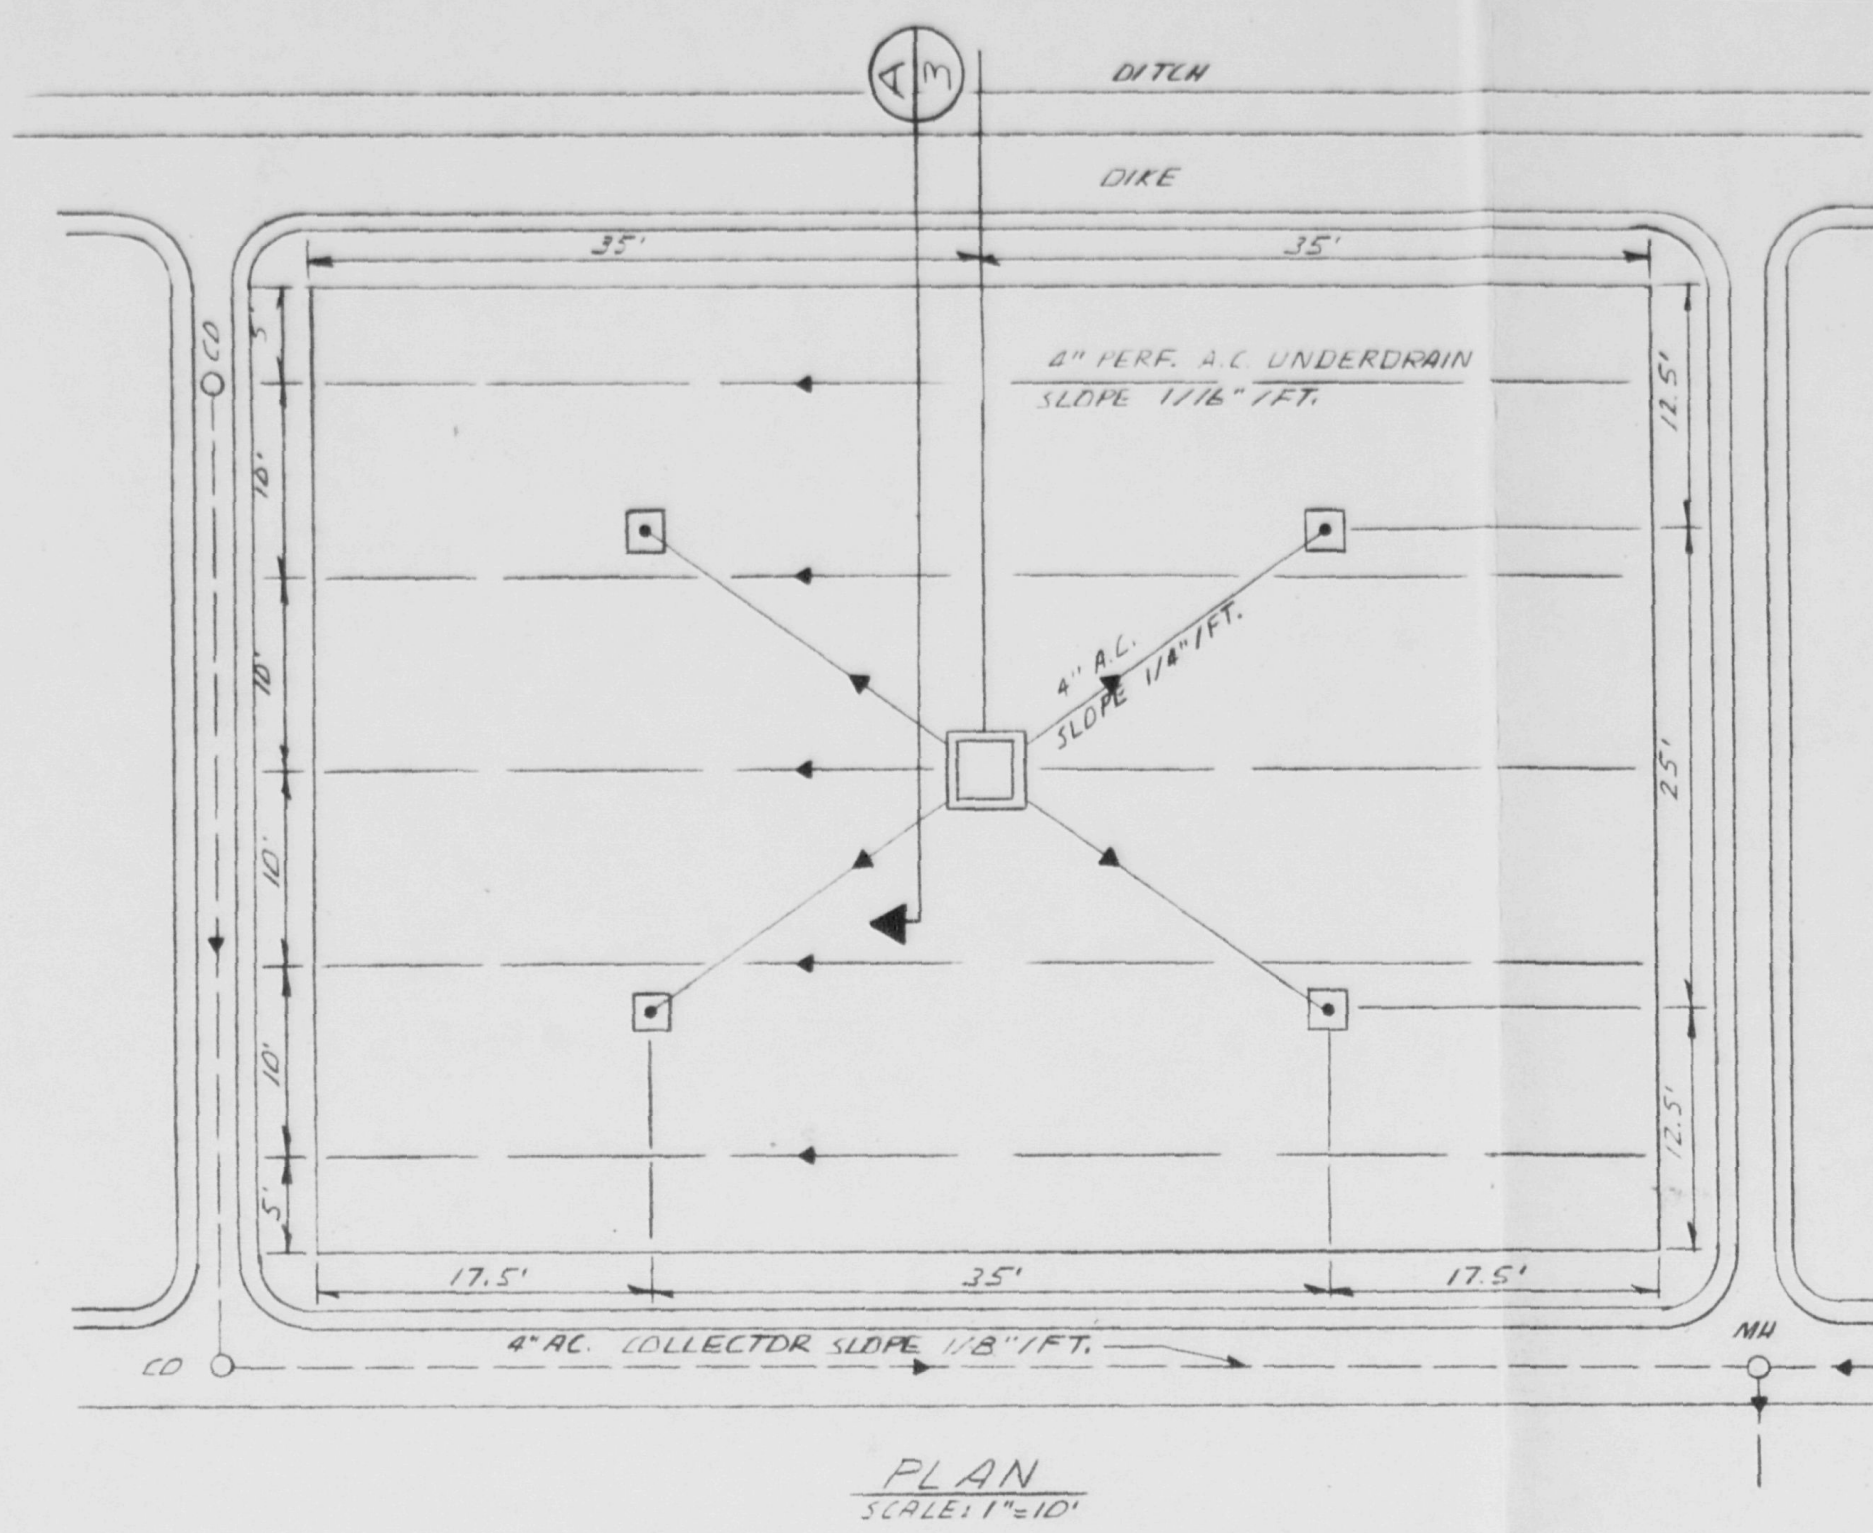 A 3
DITCH
DIKE
35'
35'
CO
5'
4" PERF. A.C. UNDERDRAIN
SLOPE 1/16"/FT.
12.5'
10'
10'
4" A.C.
SLOPE 1/4"/FT.
25'
10'
10'
12.5'
5'
17.5'
35'
17.5'
4" AC. COLLECTOR SLOPE 1/8"/FT.
MH
CO
PLAN
SCALE: 1"=10'